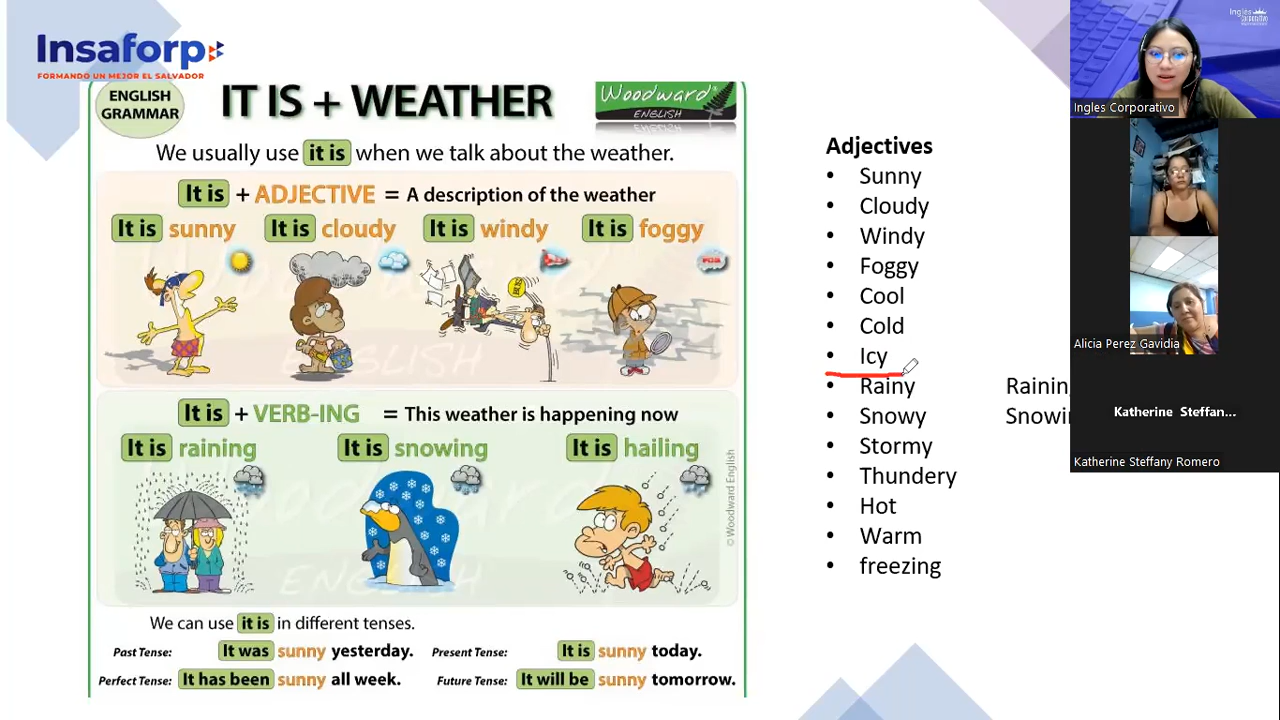 Insaforp
FORMANDO UN MEJOR EL SALVADOR
ENGLISH
GRAMMAR
IT IS + WEATHER
Woodward
ENGLISH
We usually use it is when we talk about the weather.
It is + ADJECTIVE = A description of the weather
It is sunny It is cloudy It is windy It is foggy
It is + VERB-ING = This weather is happening now
It is raining It is snowing It is hailing
© Woodward English
We can use it is in different tenses.
Past Tense: It was sunny yesterday. Present Tense: It is sunny today.
Perfect Tense: It has been sunny all week. Future Tense: It will be sunny tomorrow.
Adjectives
• Sunny
• Cloudy
• Windy
• Foggy
• Cool
• Cold
• Icy
• Rainy Rainin
• Snowy Snowi
• Stormy
• Thundery
• Hot
• Warm
• freezing
Ingles Corporativo
Alicia Perez Gavidia
Katherine Steffan...
Katherine Steffany Romero